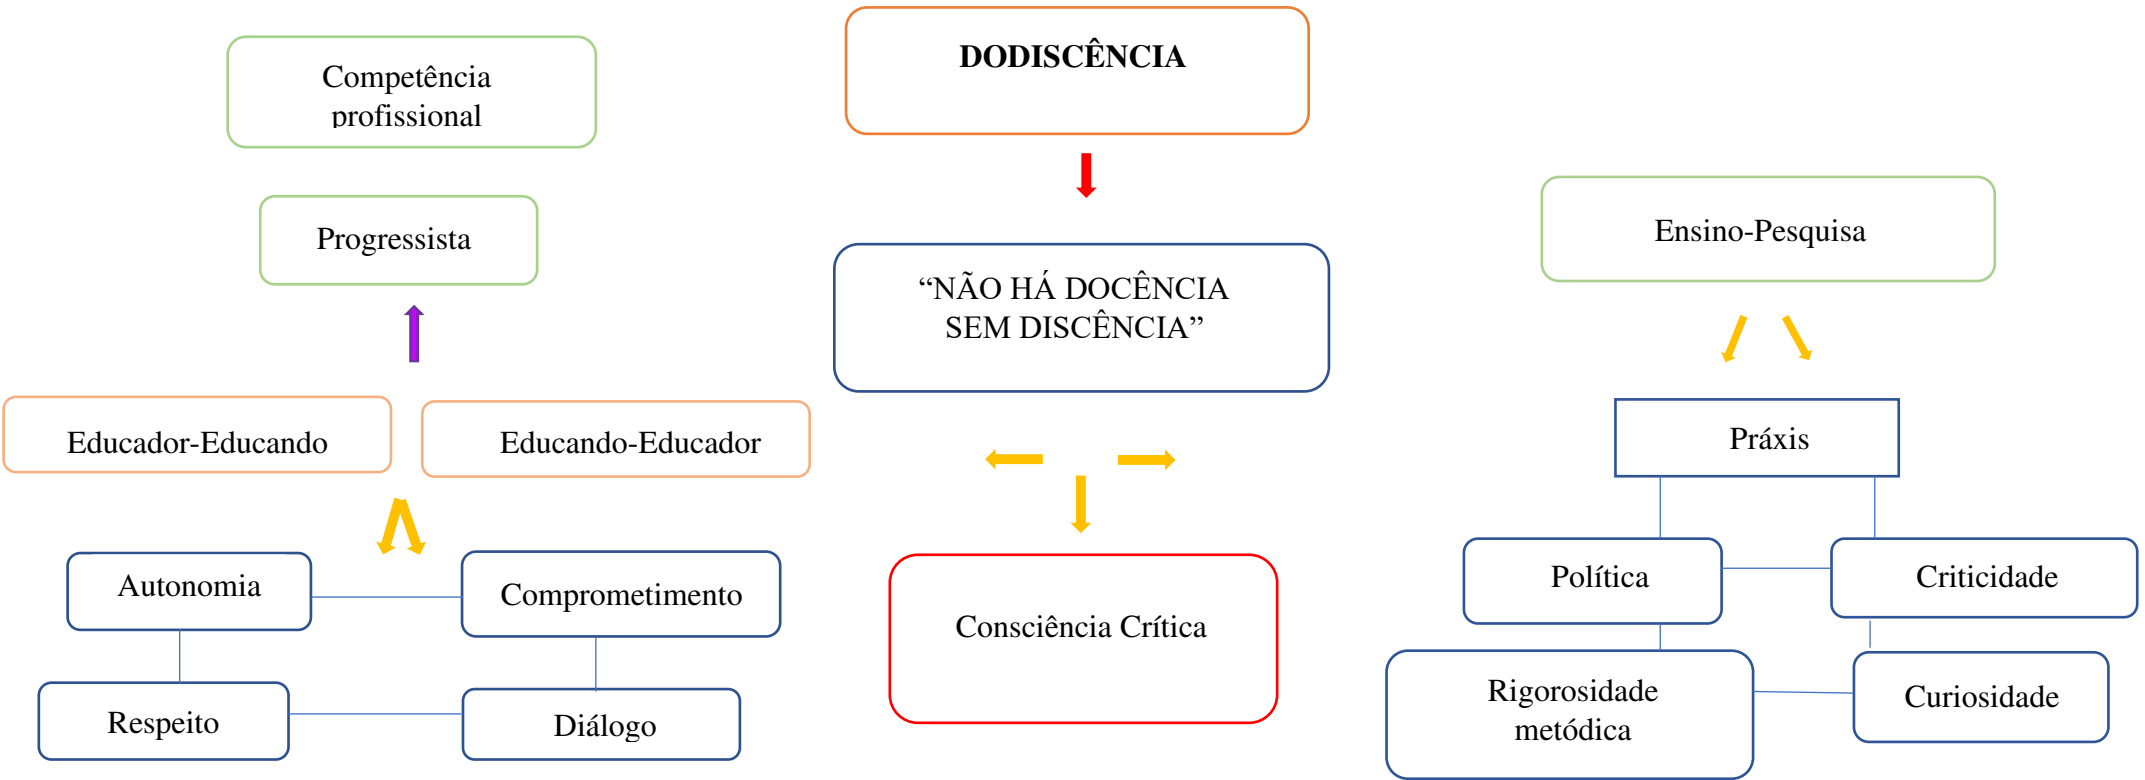 DODISCÊNCIA
Competência
profissional
Progressista
Ensino-Pesquisa
“NÃO HÁ DOCÊNCIA
SEM DISCÊNCIA”
Educador-Educando
Educando-Educador
Práxis
Autonomia
Comprometimento
Consciência Crítica
Política
Criticidade
Respeito
Diálogo
Rigorosidade
metódica
Curiosidade